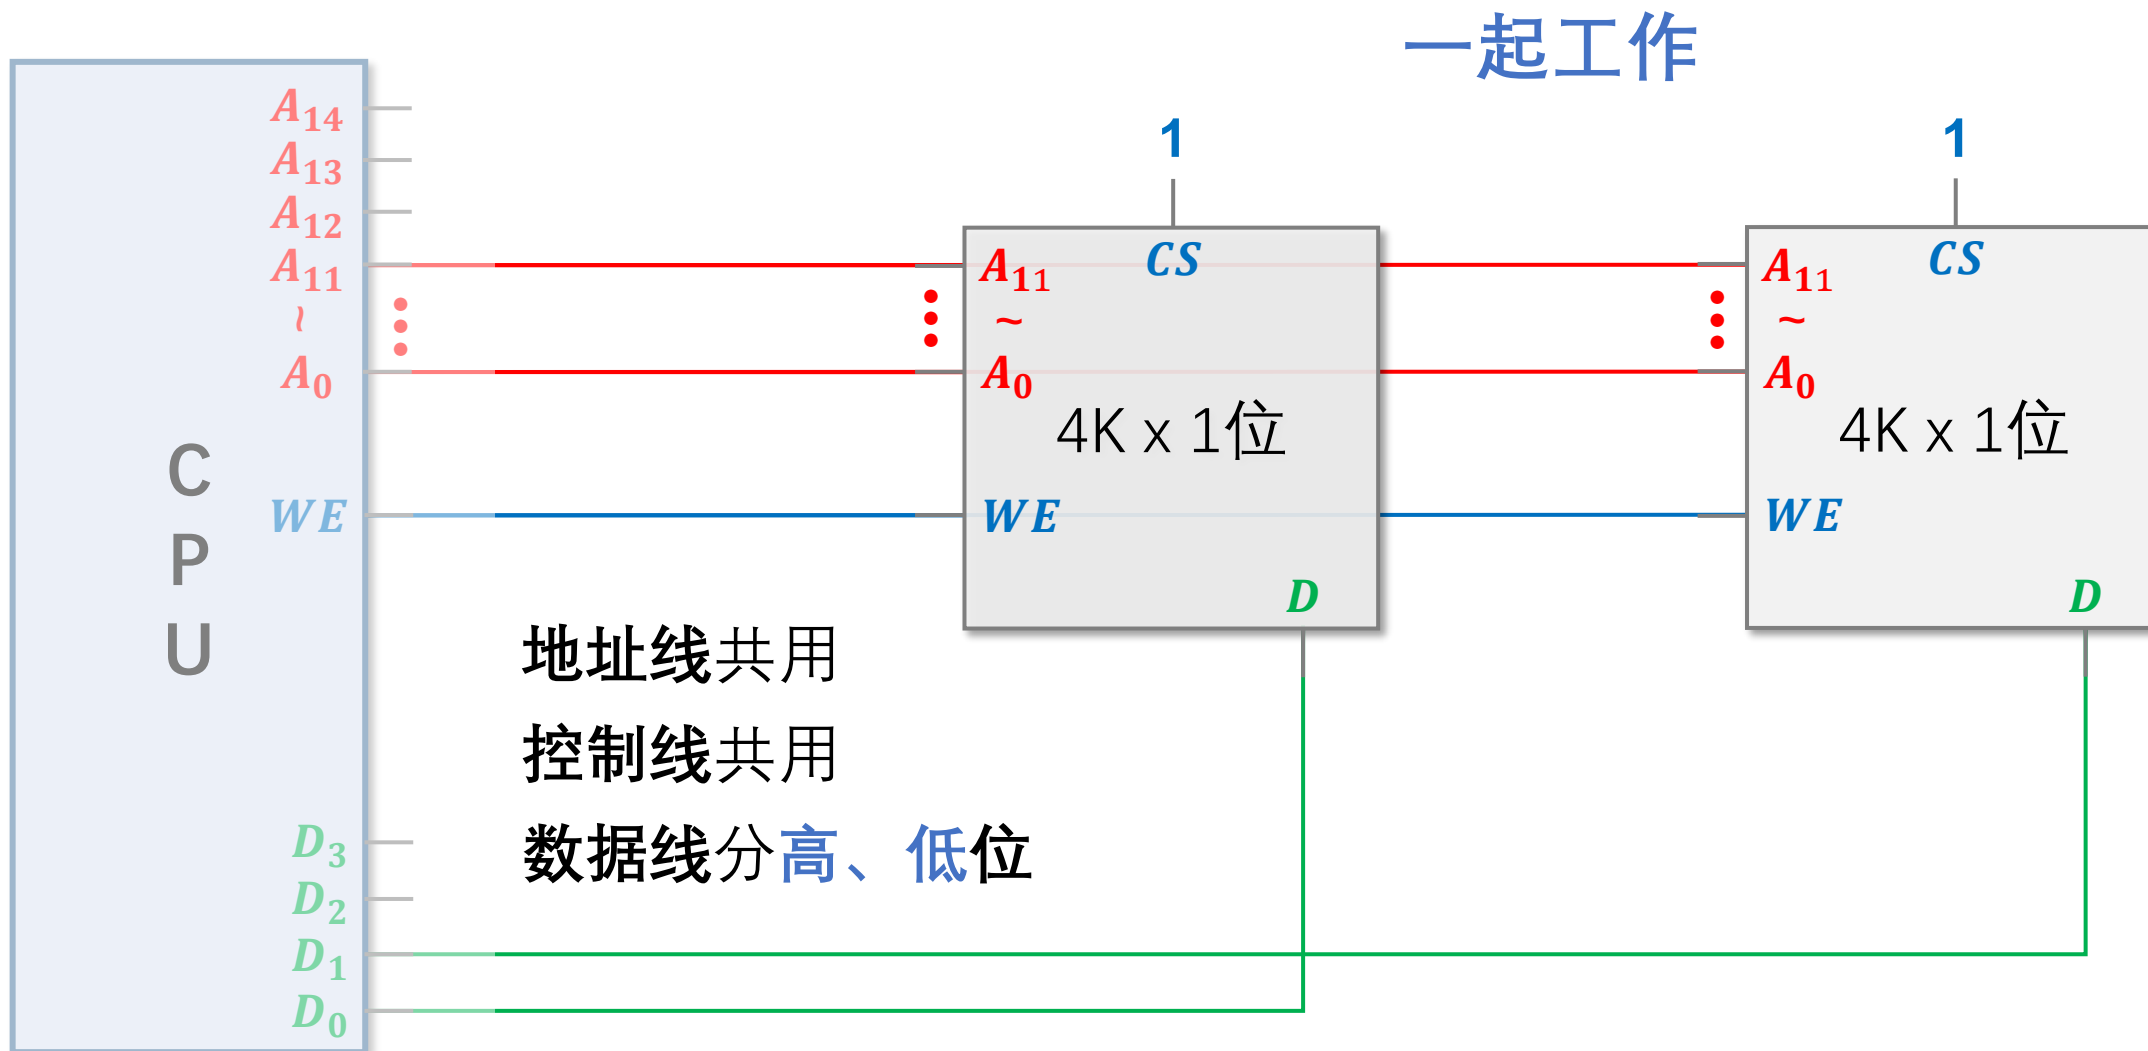 一起工作
A14
A13
A12
A11
~
A0
C
P
U
WE
D3
D2
D1
D0
1
CS
A11
~
A0
4K x 1位
WE
D
1
CS
A11
~
A0
4K x 1位
WE
D
地址线共用
控制线共用
数据线分高、低位